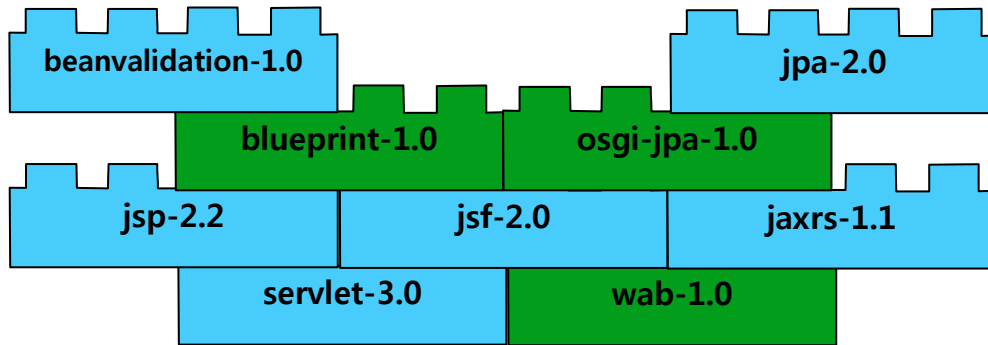 beanvalidation-1.0
jpa-2.0
blueprint-1.0
osgi-jpa-1.0
jsp-2.2
jsf-2.0
jaxrs-1.1
servlet-3.0
wab-1.0